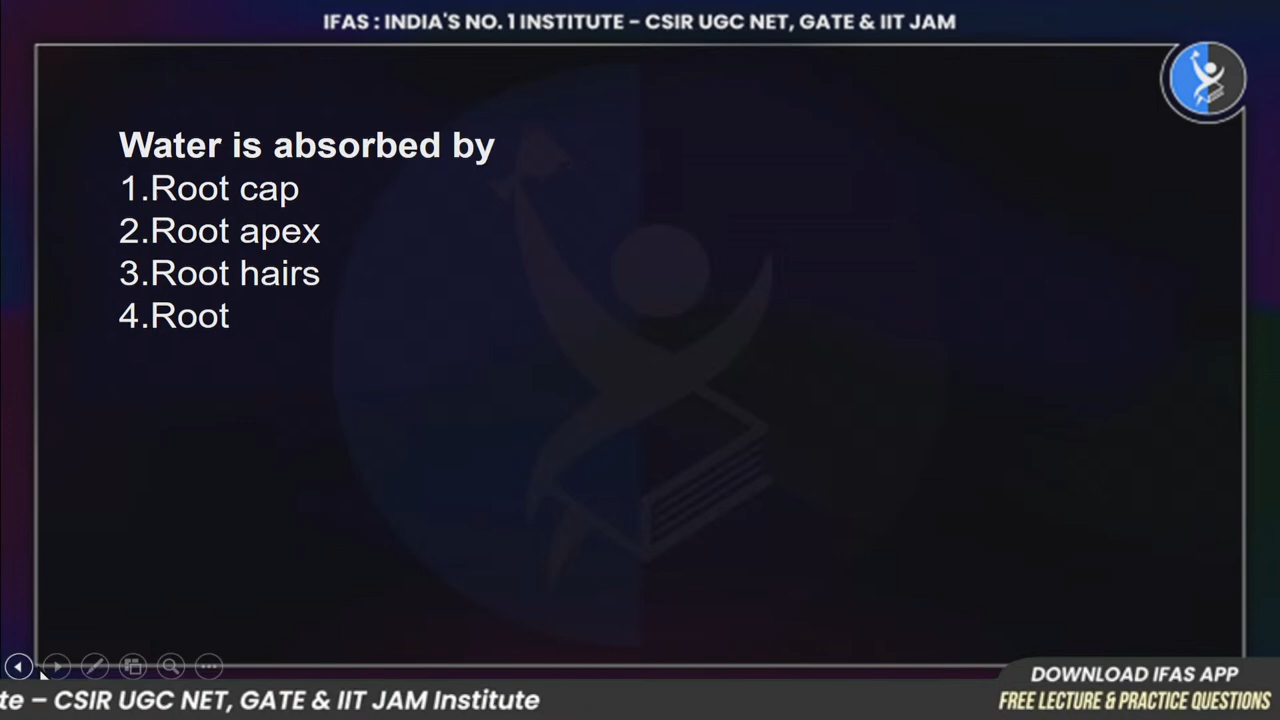 IFAS : INDIA'S NO. 1 INSTITUTE – CSIR UGC NET, GATE & IIT JAM
Water is absorbed by
1.Root cap
2.Root apex
3.Root hairs
4.Root
DOWNLOAD IFAS APP
te – CSIR UGC NET, GATE & IIT JAM Institute
FREE LECTURE & PRACTICE QUESTIONS